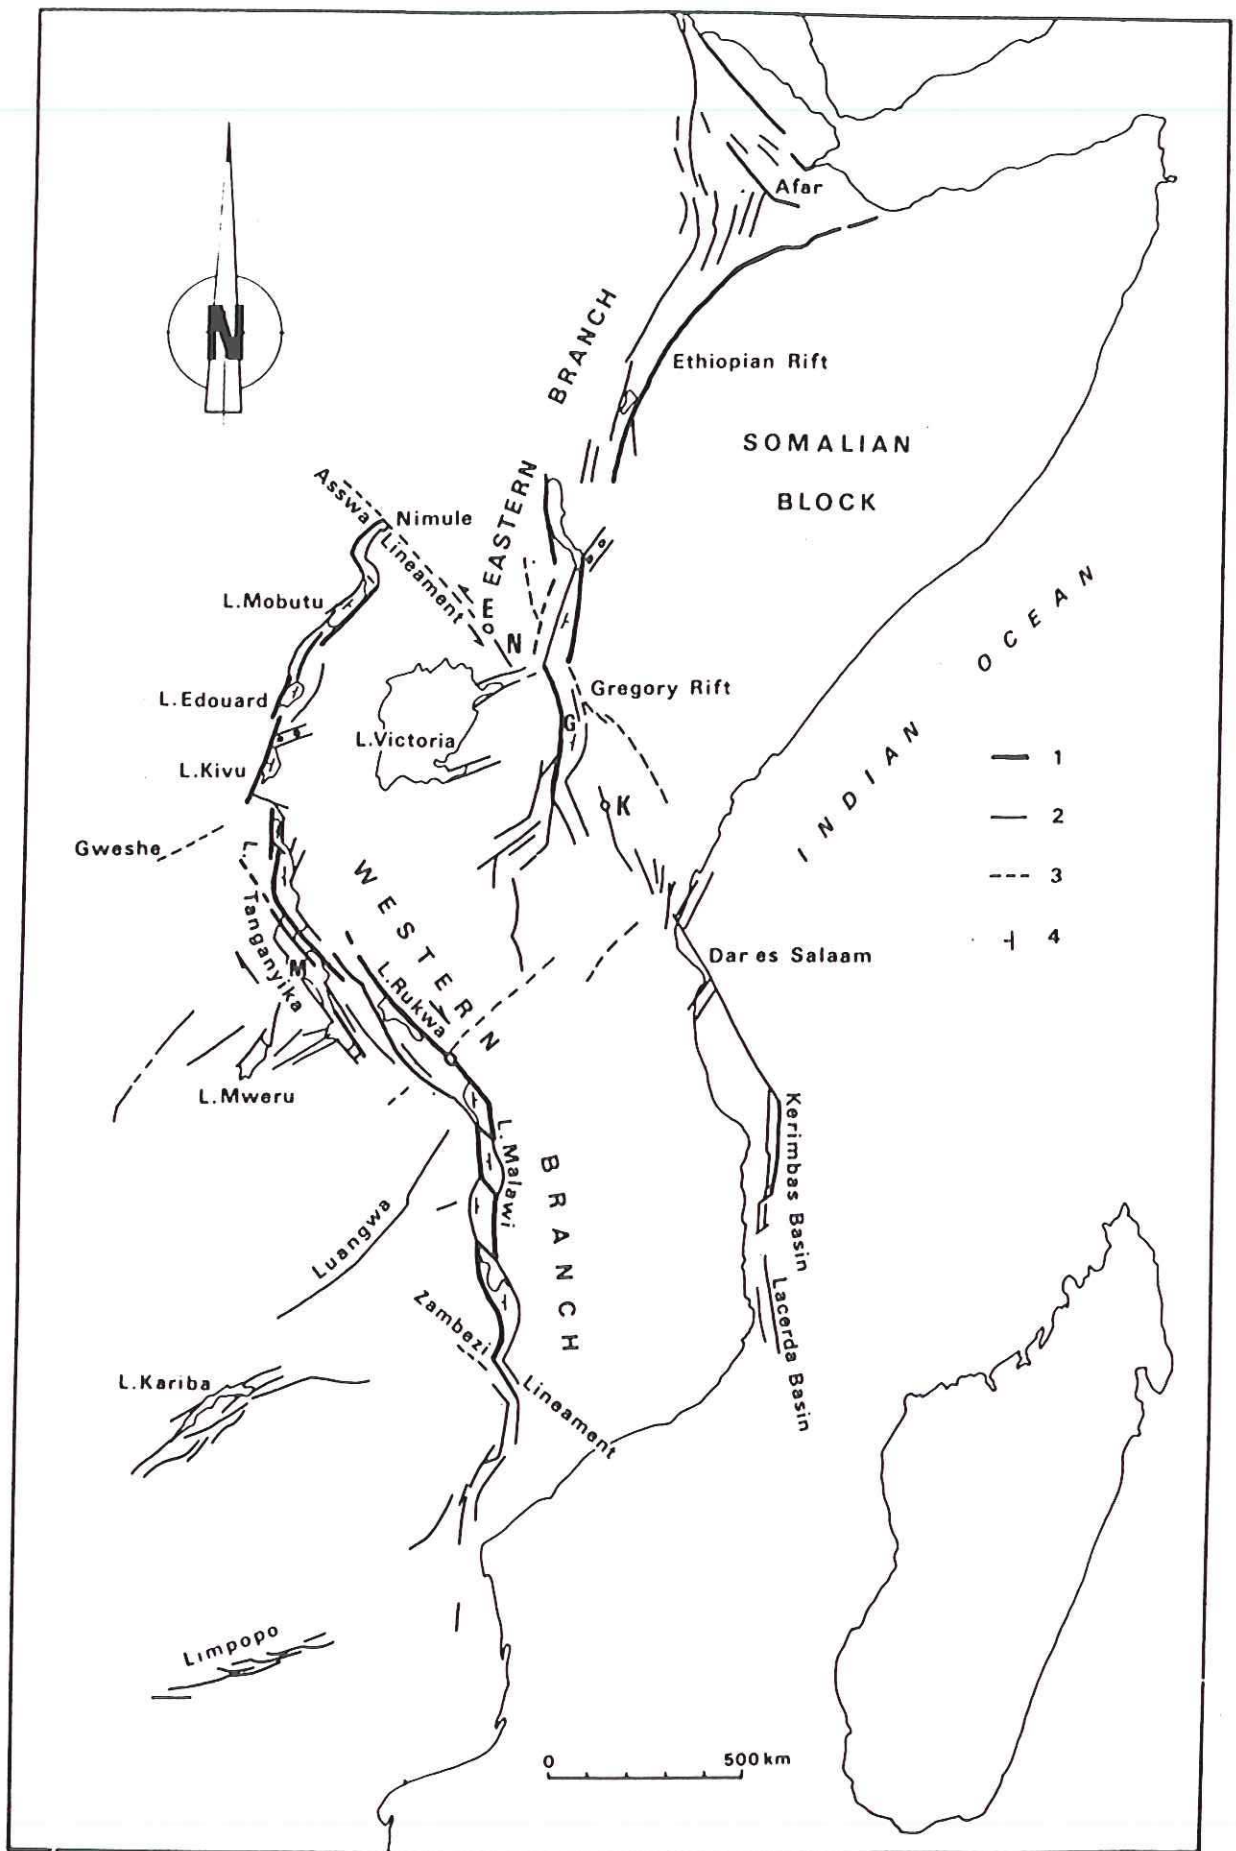 Afar
N
BRANCH
Ethiopian Rift
SOMALIAN
BLOCK
EASTERN
Asswa
Lineament
Nimule
L.Mobutu
E
N
OCEAN
INDIAN
L.Edouard
Gregory Rift
G
L.Victoria
L.Kivu
1
K
2
Gweshe
3
4
WESTERN
L.
Tanganyika
M
L.Rukwa
Dar es Salaam
L.Mweru
Kerimbas Basin
L.Malawi
BRANCH
Luangwa
Lacerda Basin
Zambezi
Lineament
L.Kariba
Limpopo
0 500 km